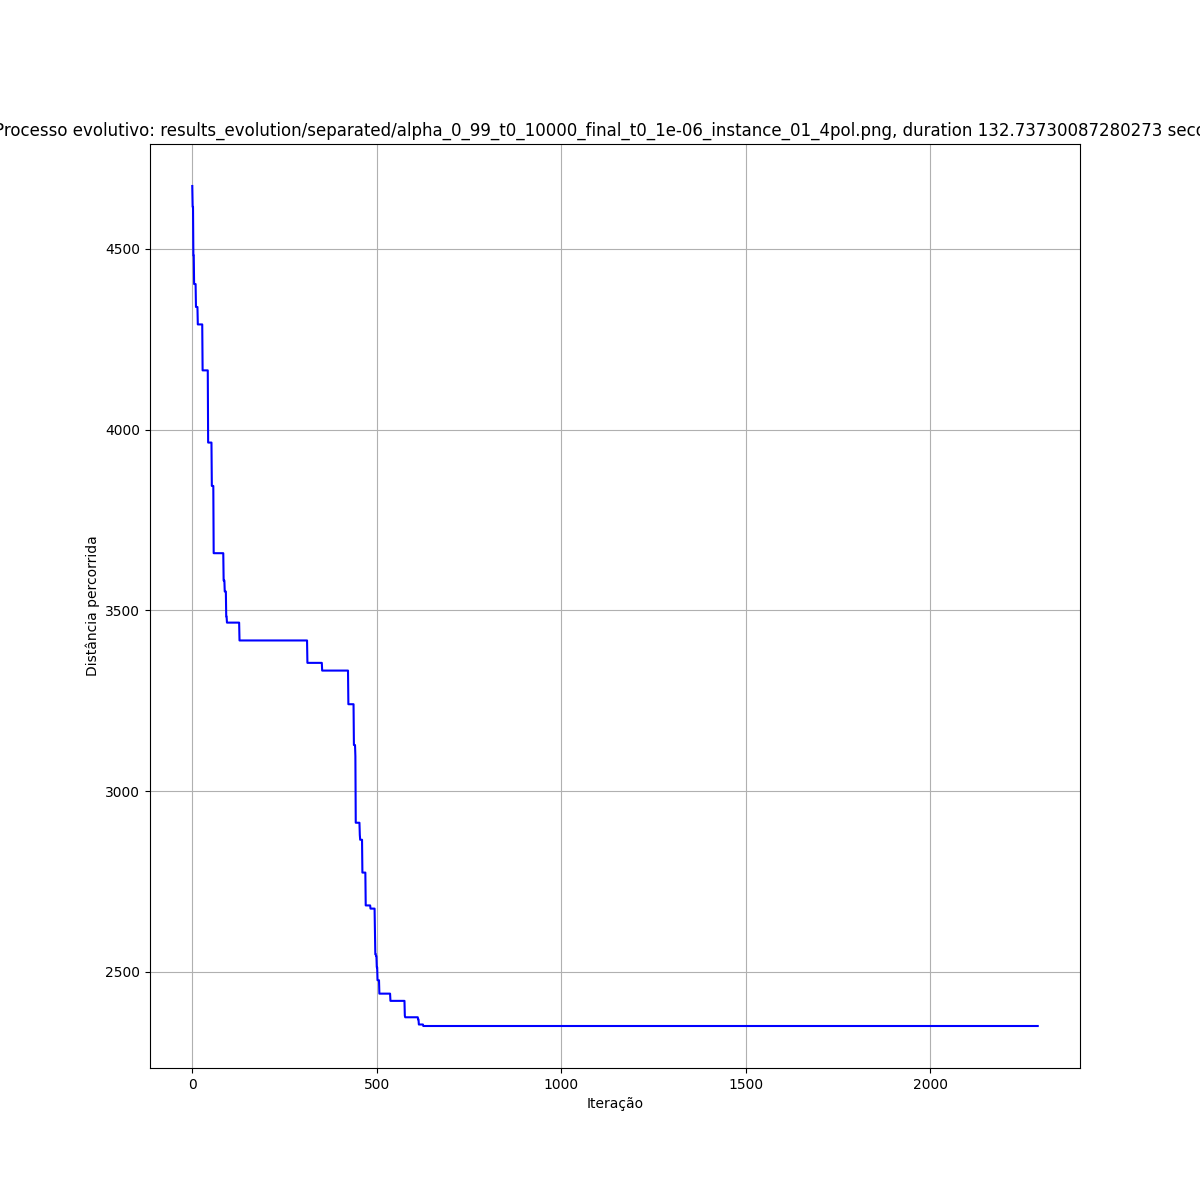 Processo evolutivo: results_evolution/separated/alpha_0_99_t0_10000_final_t0_1e-06_instance_01_4pol.png, duration 132.73730087280273
4500
4000
3500
3000
2500
Distância percorrida
0 500 1000 1500 2000
Iteração